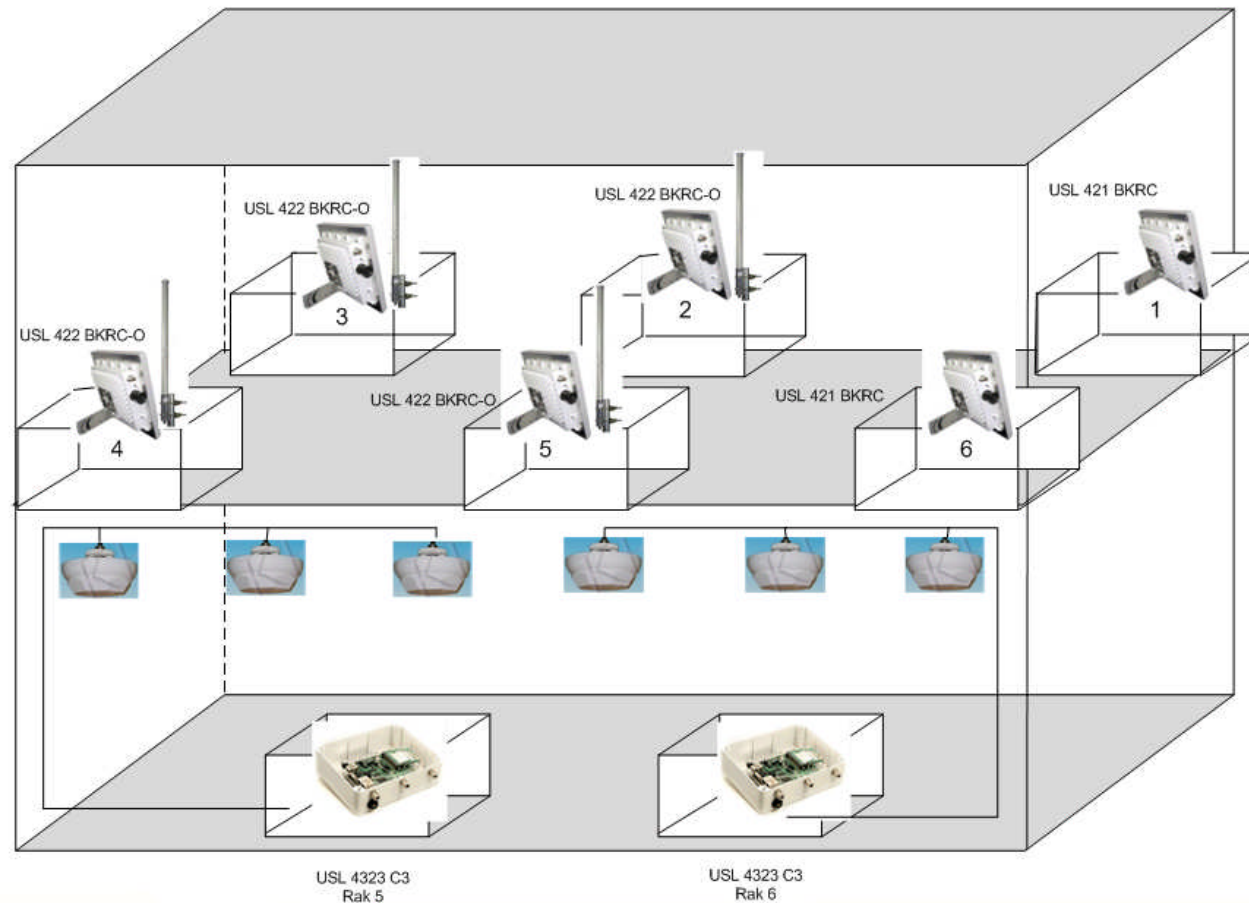 USL 422 BKRC-O
3
USL 422 BKRC-O
2
USL 421 BKRC
1
USL 422 BKRC-O
4
USL 422 BKRC-O
5
USL 421 BKRC
6
USL 4323 C3
Rak 5
USL 4323 C3
Rak 6